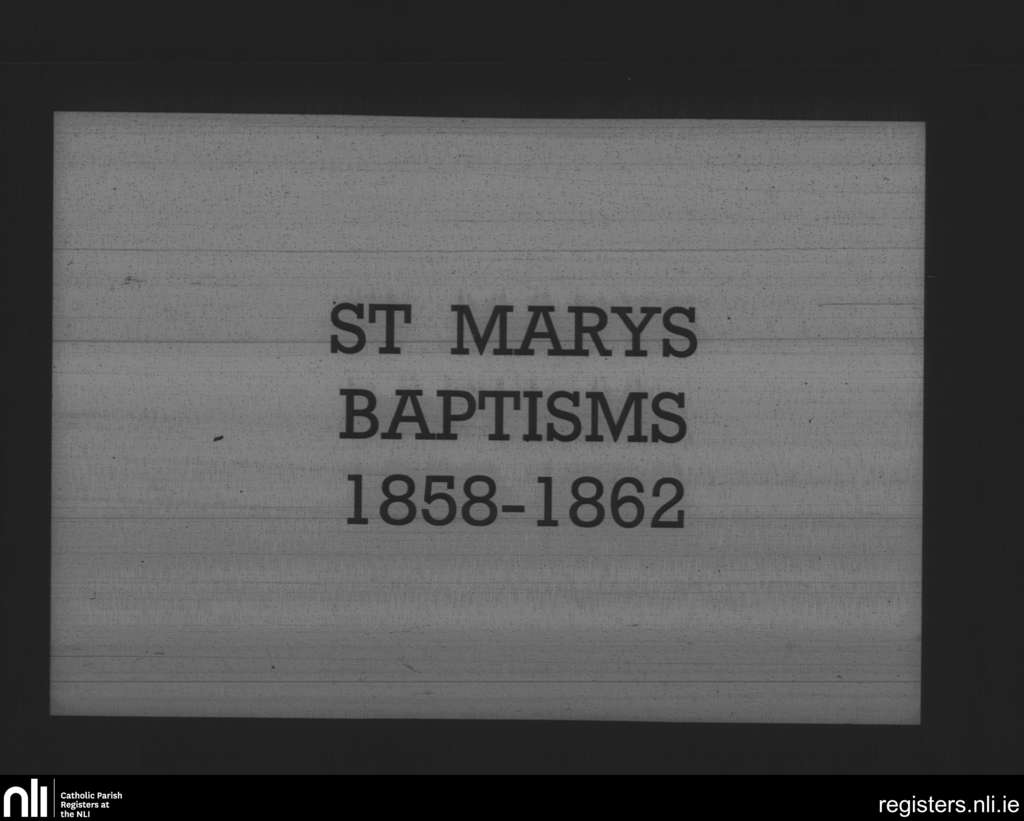 ST MARYS
BAPTISMS
1858-1862
nli
Catholic Parish
Registers at
the NLI
registers.nli.ie